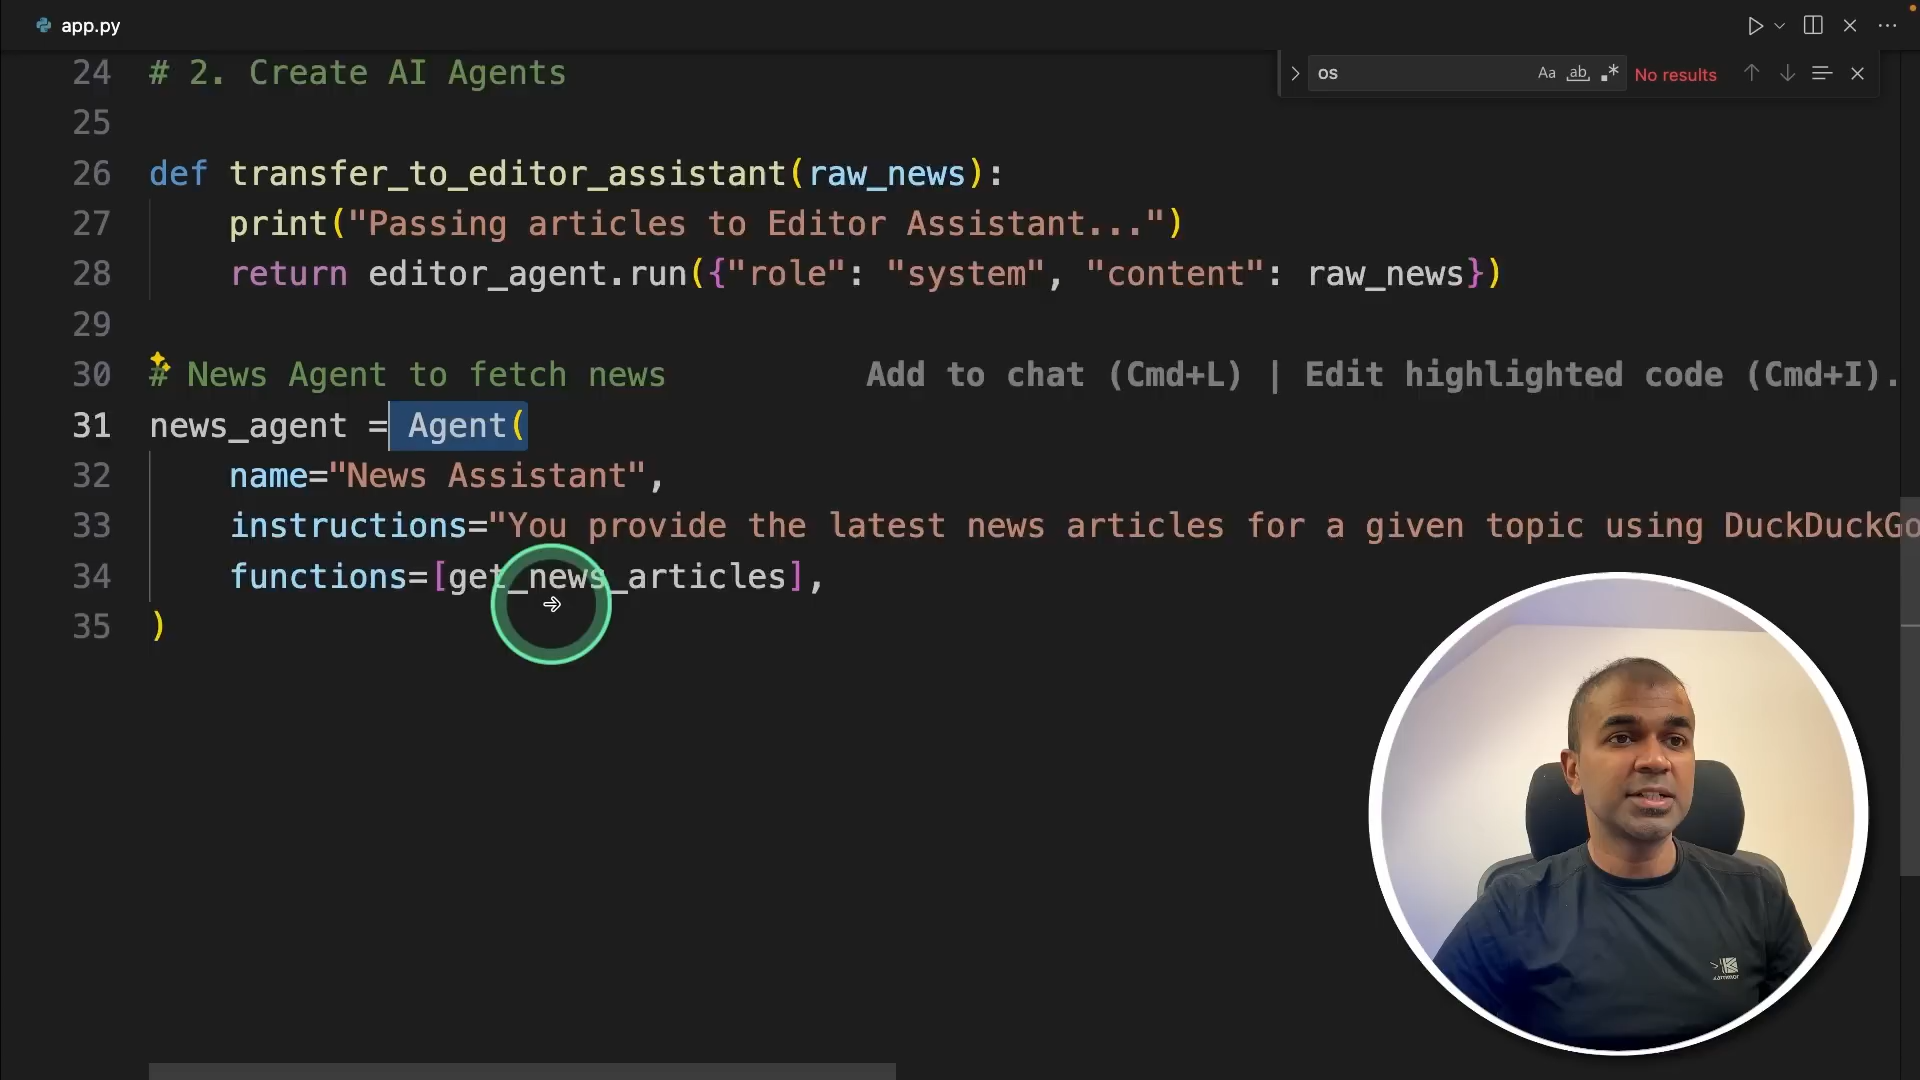 app.py
os Aa ab .* No results
24 # 2. Create AI Agents
25
26 def transfer_to_editor_assistant(raw_news):
27 print("Passing articles to Editor Assistant...")
28 return editor_agent.run({"role": "system", "content": raw_news})
29
30 # News Agent to fetch news Add to chat (Cmd+L) | Edit highlighted code (Cmd+I).
31 news_agent = Agent(
32 name="News Assistant",
33 instructions="You provide the latest news articles for a given topic using DuckDuckGo
34 functions=[get_news_articles],
35 )